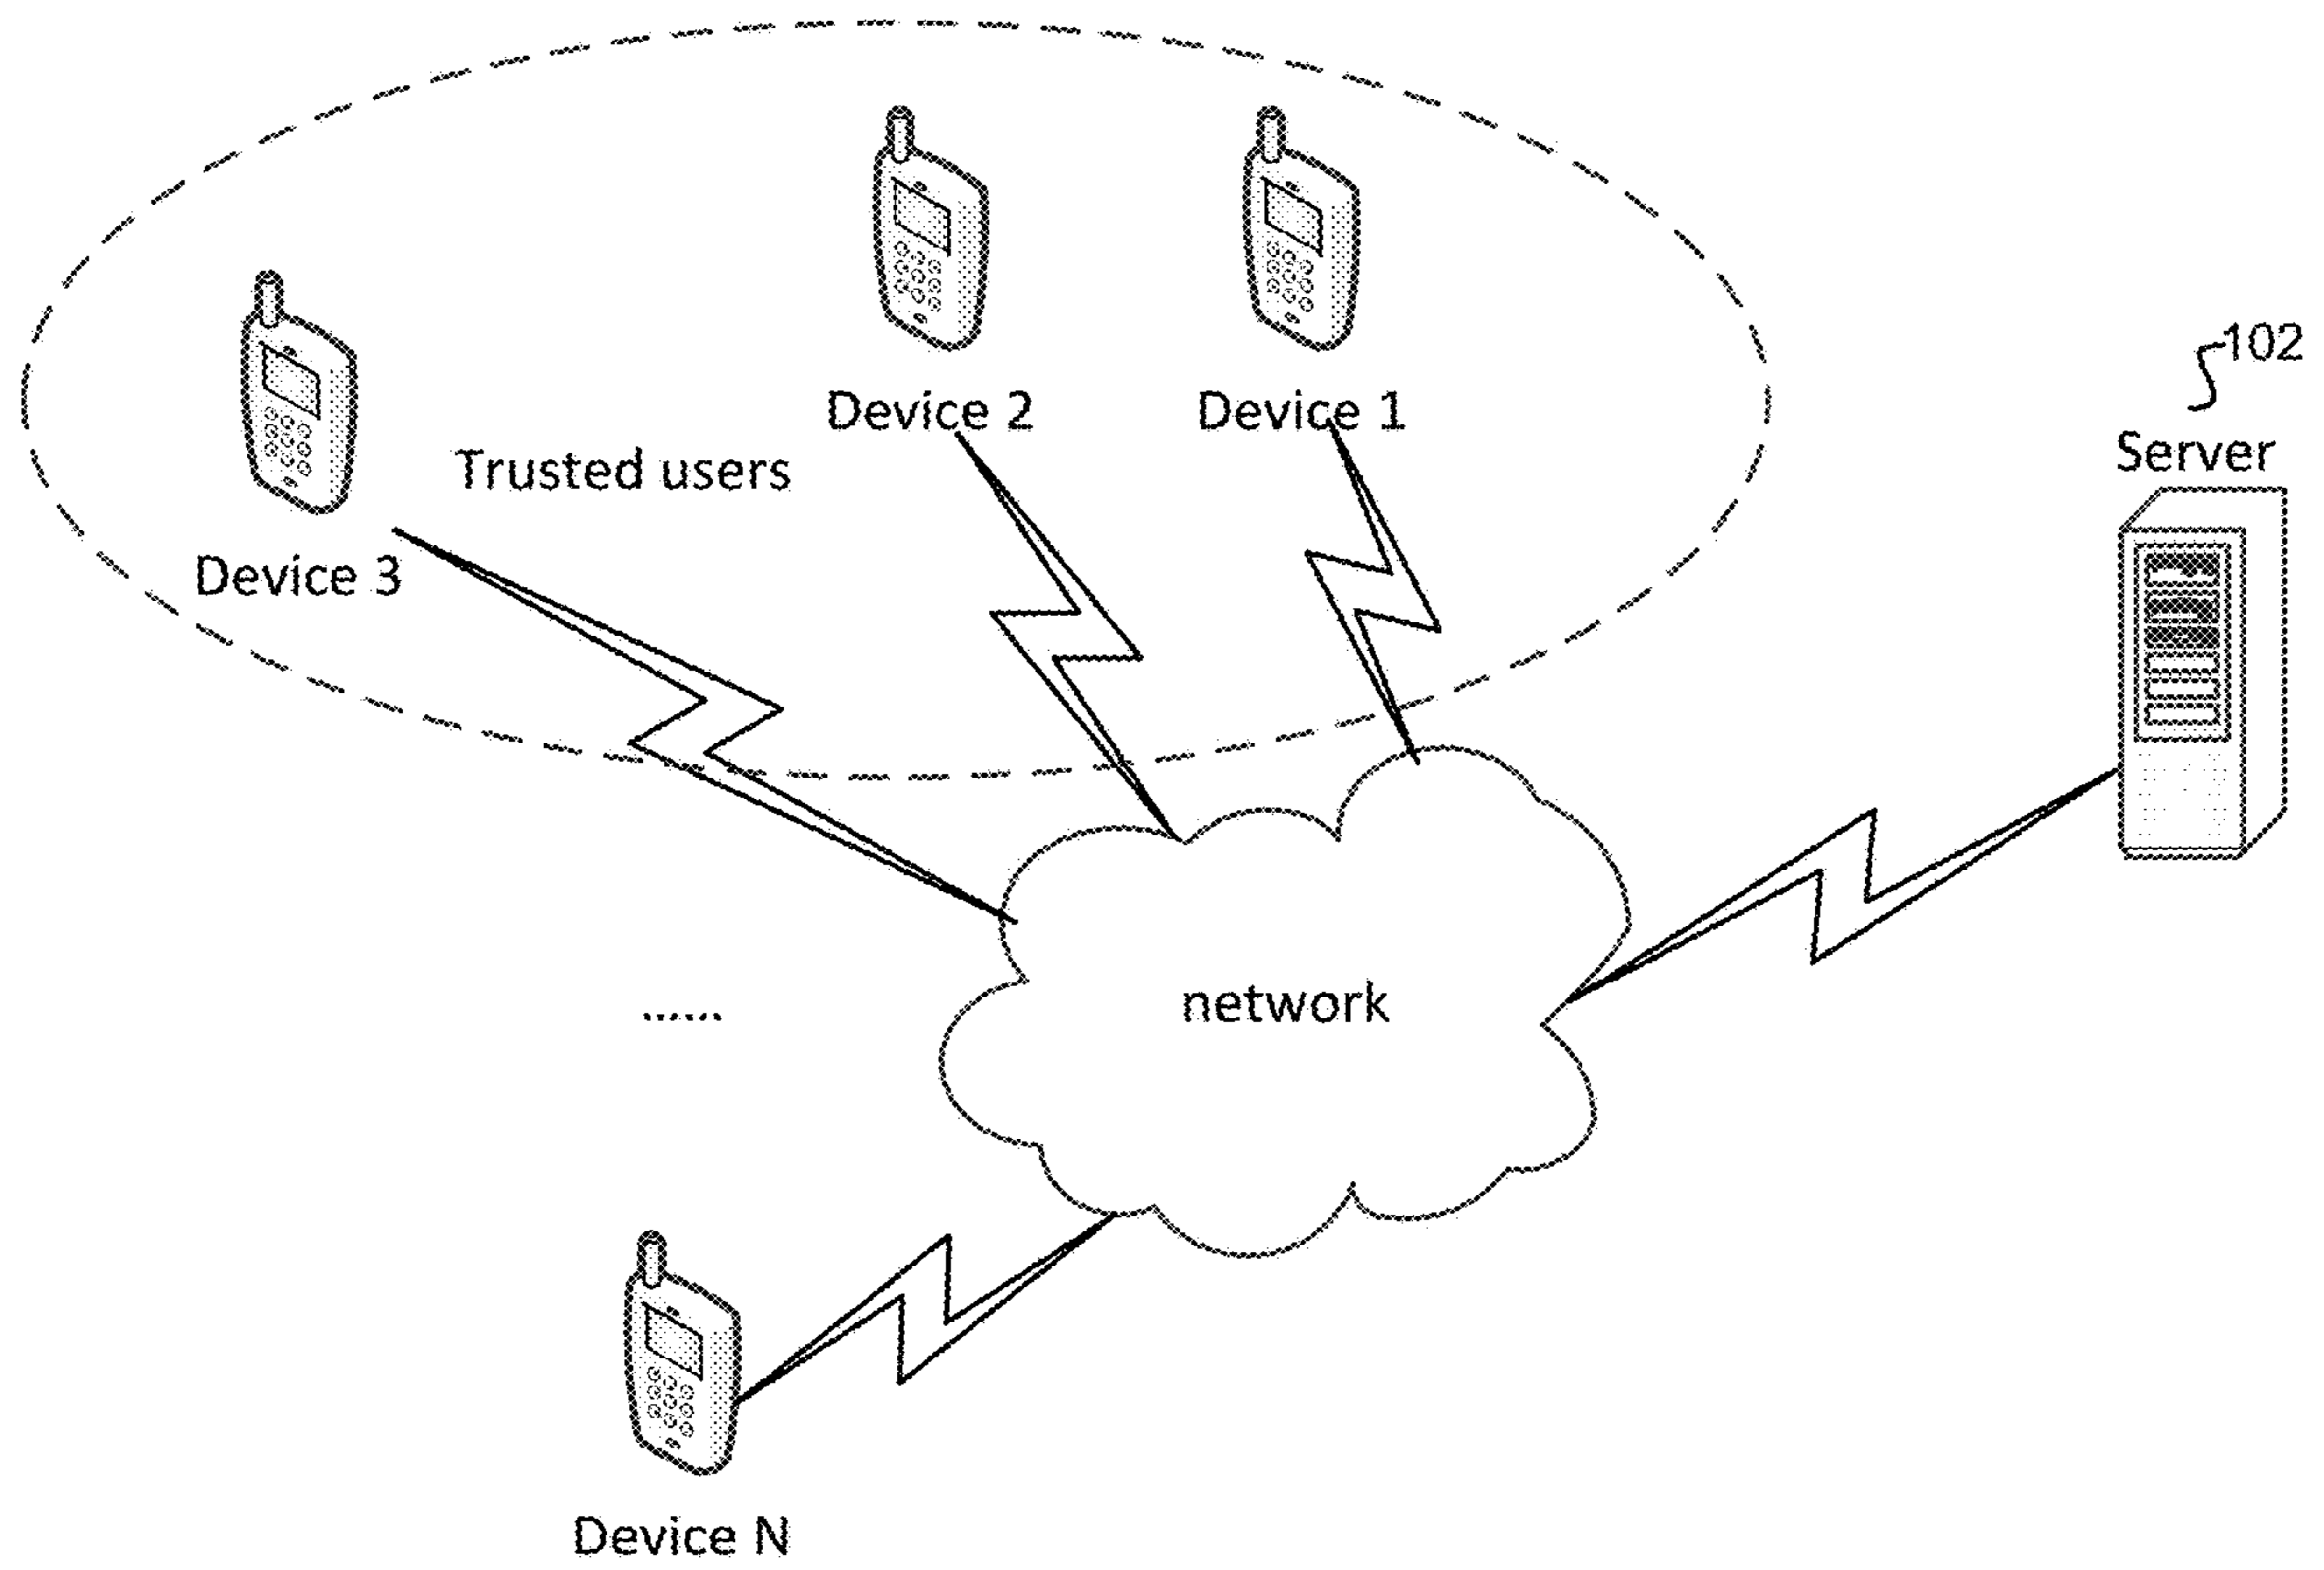 102
Device 2
Device 1
Server
Trusted users
Device 3
network
......
Device N